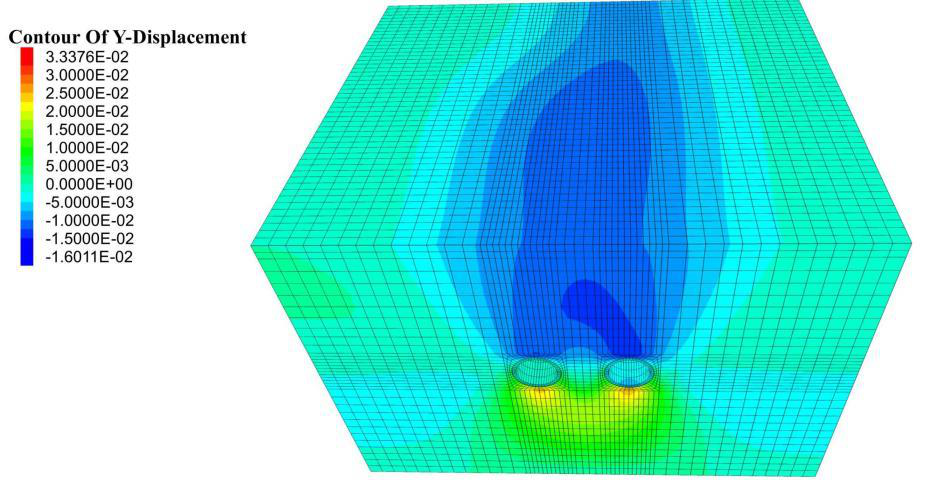 Contour Of Y-Displacement
3.3376E-02
3.0000E-02
2.5000E-02
2.0000E-02
1.5000E-02
1.0000E-02
5.0000E-03
0.0000E+00
-5.0000E-03
-1.0000E-02
-1.5000E-02
-1.6011E-02